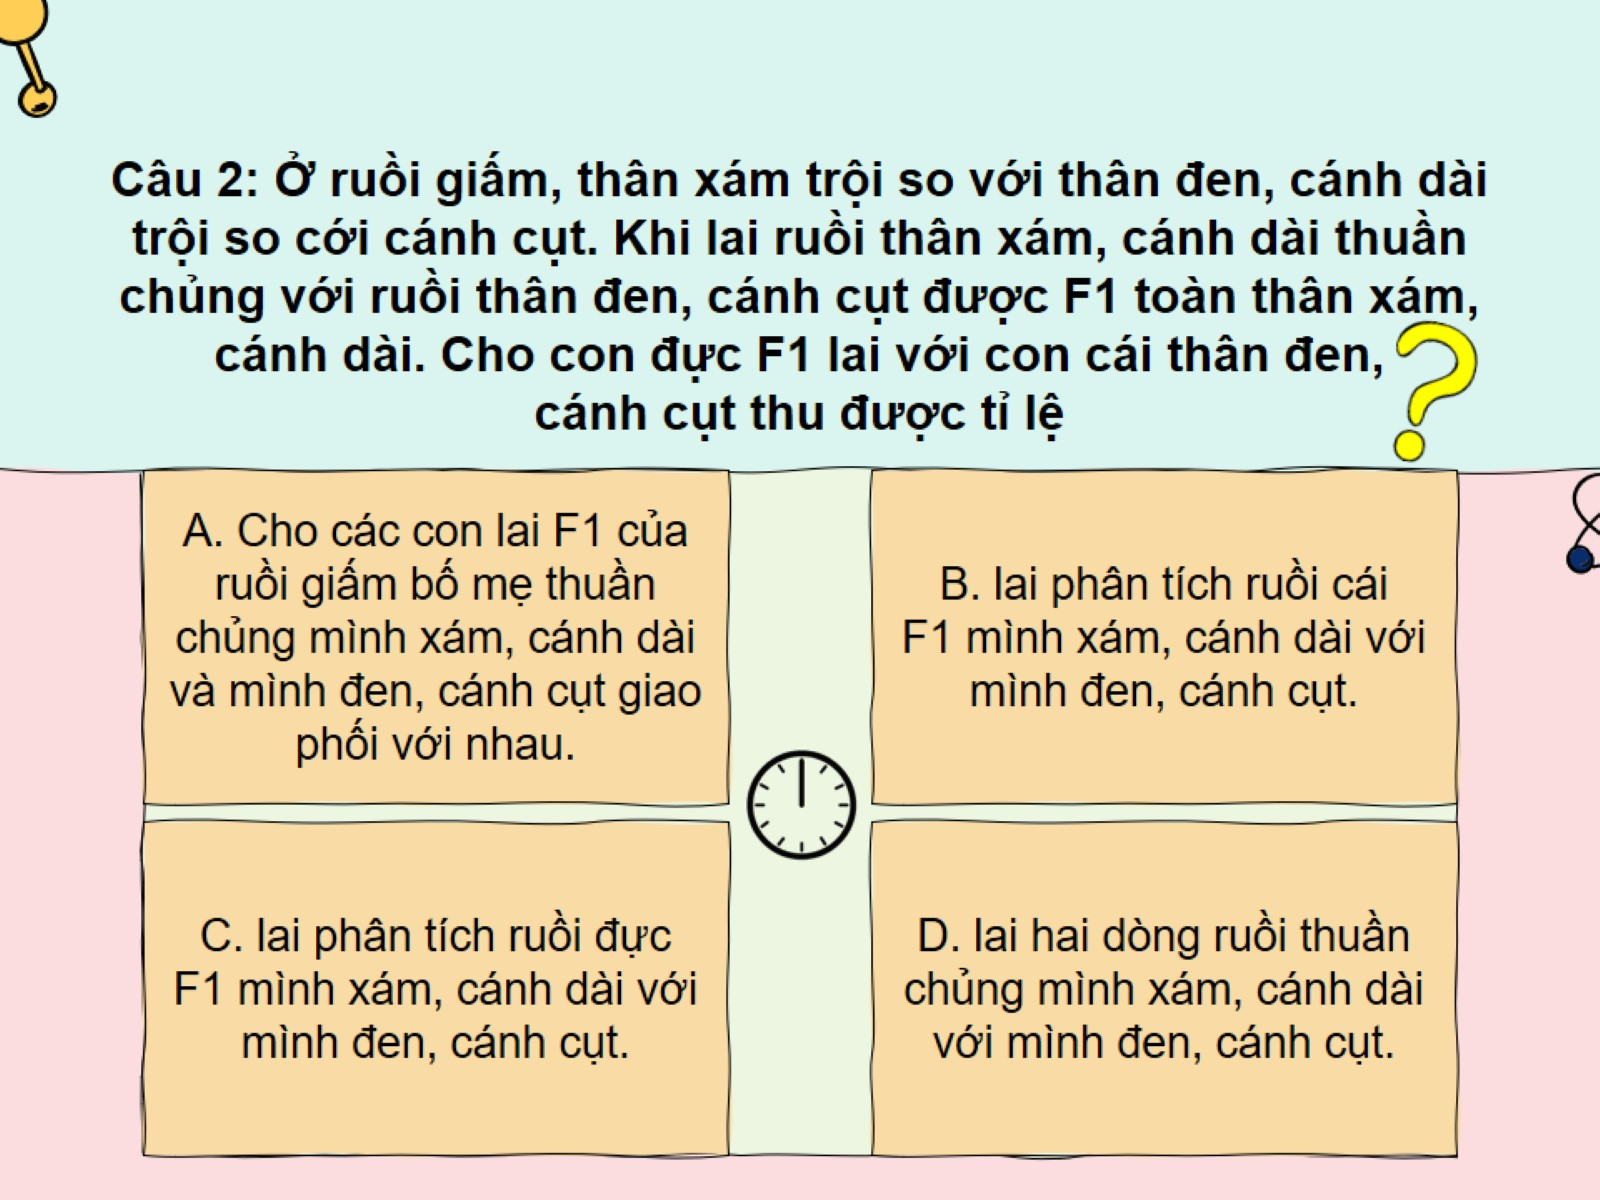 Câu 2: Ở ruồi giấm, thân xám trội so với thân đen, cánh dài
trội so cới cánh cụt. Khi lai ruồi thân xám, cánh dài thuần
chủng với ruồi thân đen, cánh cụt được F1 toàn thân xám,
cánh dài. Cho con đực F1 lai với con cái thân đen,
cánh cụt thu được tỉ lệ
?
A. Cho các con lai F1 của
ruồi giấm bố mẹ thuần
chủng mình xám, cánh dài
và mình đen, cánh cụt giao
phối với nhau.
B. lai phân tích ruồi cái
F1 mình xám, cánh dài với
mình đen, cánh cụt.
C. lai phân tích ruồi đực
F1 mình xám, cánh dài với
mình đen, cánh cụt.
D. lai hai dòng ruồi thuần
chủng mình xám, cánh dài
với mình đen, cánh cụt.